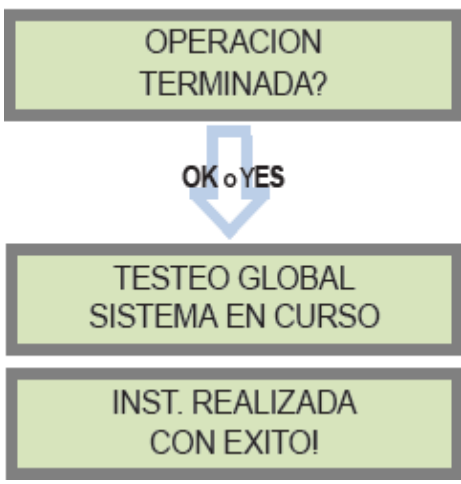 OPERACION
TERMINADA?
OK o YES
TESTEO GLOBAL
SISTEMA EN CURSO
INST. REALIZADA
CON EXITO!